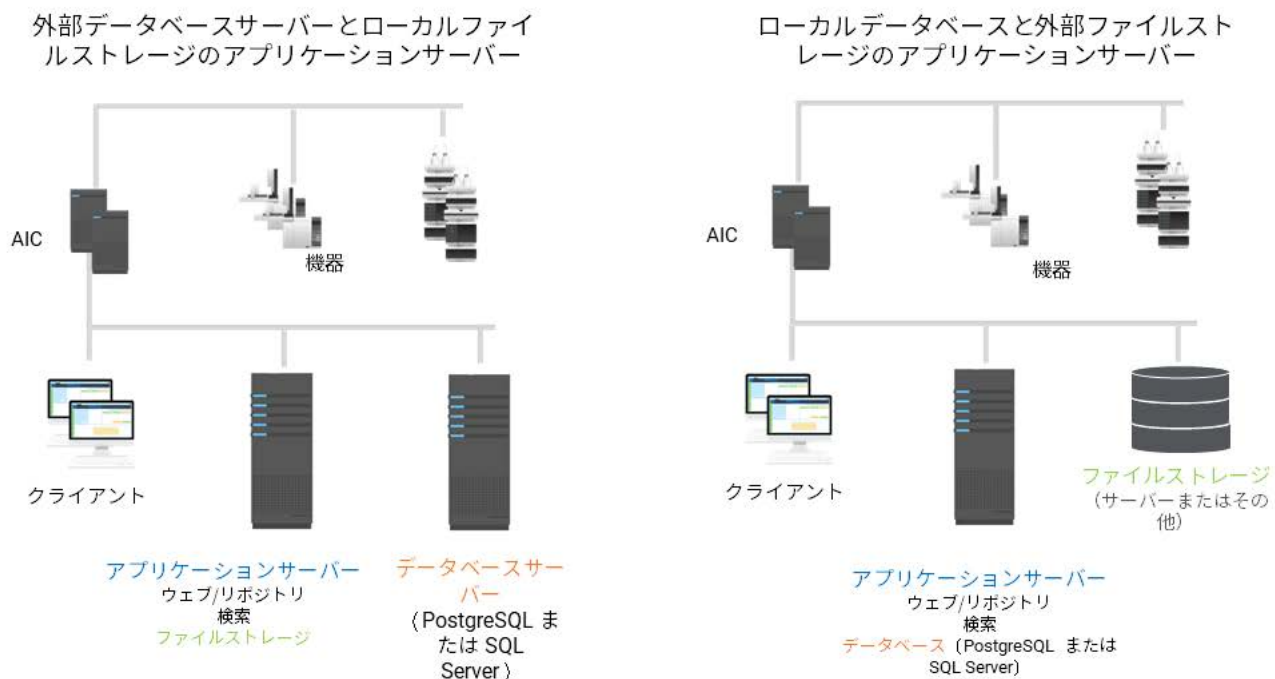 外部データベースサーバーとローカルファイ
ルストレージのアプリケーションサーバー
AIC
機器
クライアント
アプリケーションサーバー
ウェブ/リポジトリ
検索
ファイルストレージ
データベースサー
バー
(PostgreSQL ま
たは SQL
Server)
ローカルデータベースと外部ファイルスト
レージのアプリケーションサーバー
AIC
機器
クライアント
ファイルストレージ
(サーバーまたはその
他)
アプリケーションサーバー
ウェブ/リポジトリ
検索
データベース (PostgreSQL または
SQL Server)